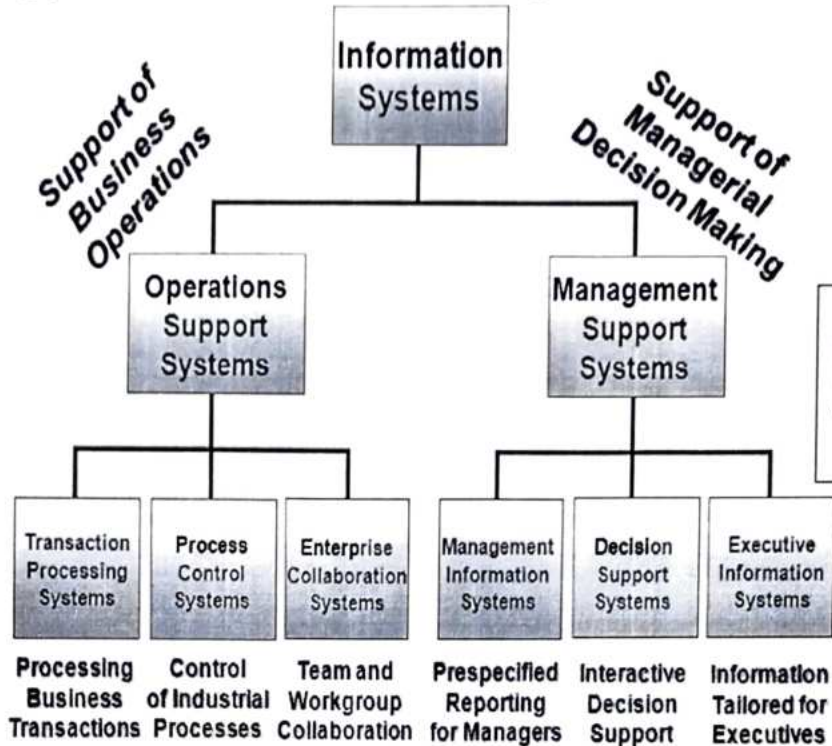 Information
Systems
Support of
Business
Operations
Support of
Managerial
Decision Making
Operations
Support
Systems
Management
Support
Systems
Transaction
Processing
Systems
Process
Control
Systems
Enterprise
Collaboration
Systems
Management
Information
Systems
Decision
Support
Systems
Executive
Information
Systems
Processing
Business
Transactions
Control
of Industrial
Processes
Team and
Workgroup
Collaboration
Prespecified
Reporting
for Managers
Interactive
Decision
Support
Information
Tailored for
Executives